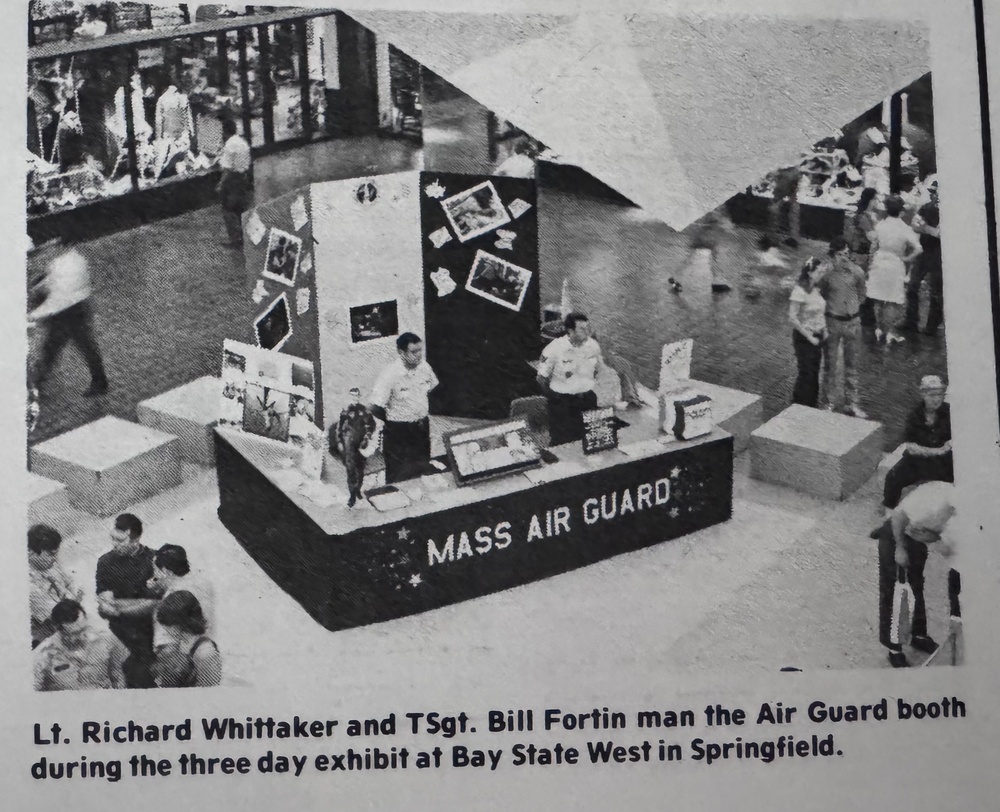 MASS AIR GUARD
Lt. Richard Whittaker and TSgt. Bill Fortin man the Air Guard booth
during the three day exhibit at Bay State West in Springfield.